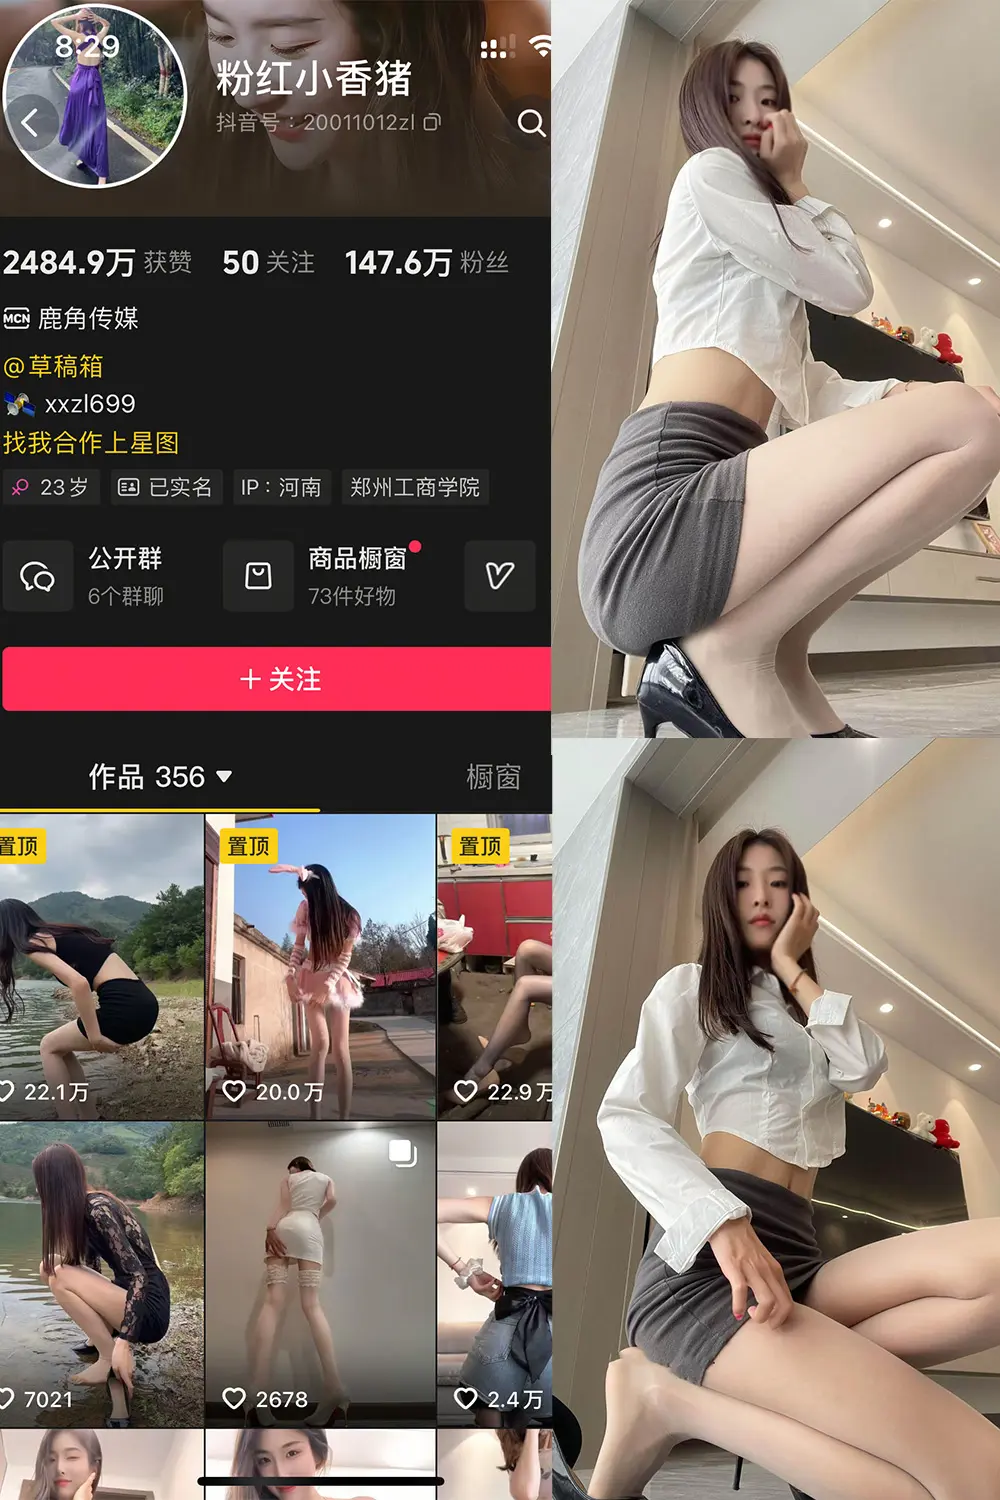 8:29
粉红小香猪
抖音号：20011012zl
2484.9万 获赞 50 关注 147.6万 粉丝
MCN 鹿角传媒
@草稿箱
xxzl699
找我合作上星图
23岁 已实名 IP：河南 郑州工商学院
公开群 商品橱窗
6个群聊 73件好物
+ 关注
作品 356 橱窗
置顶 置顶 置顶
22.1万 20.0万 22.9万
7021 2678 2.4万